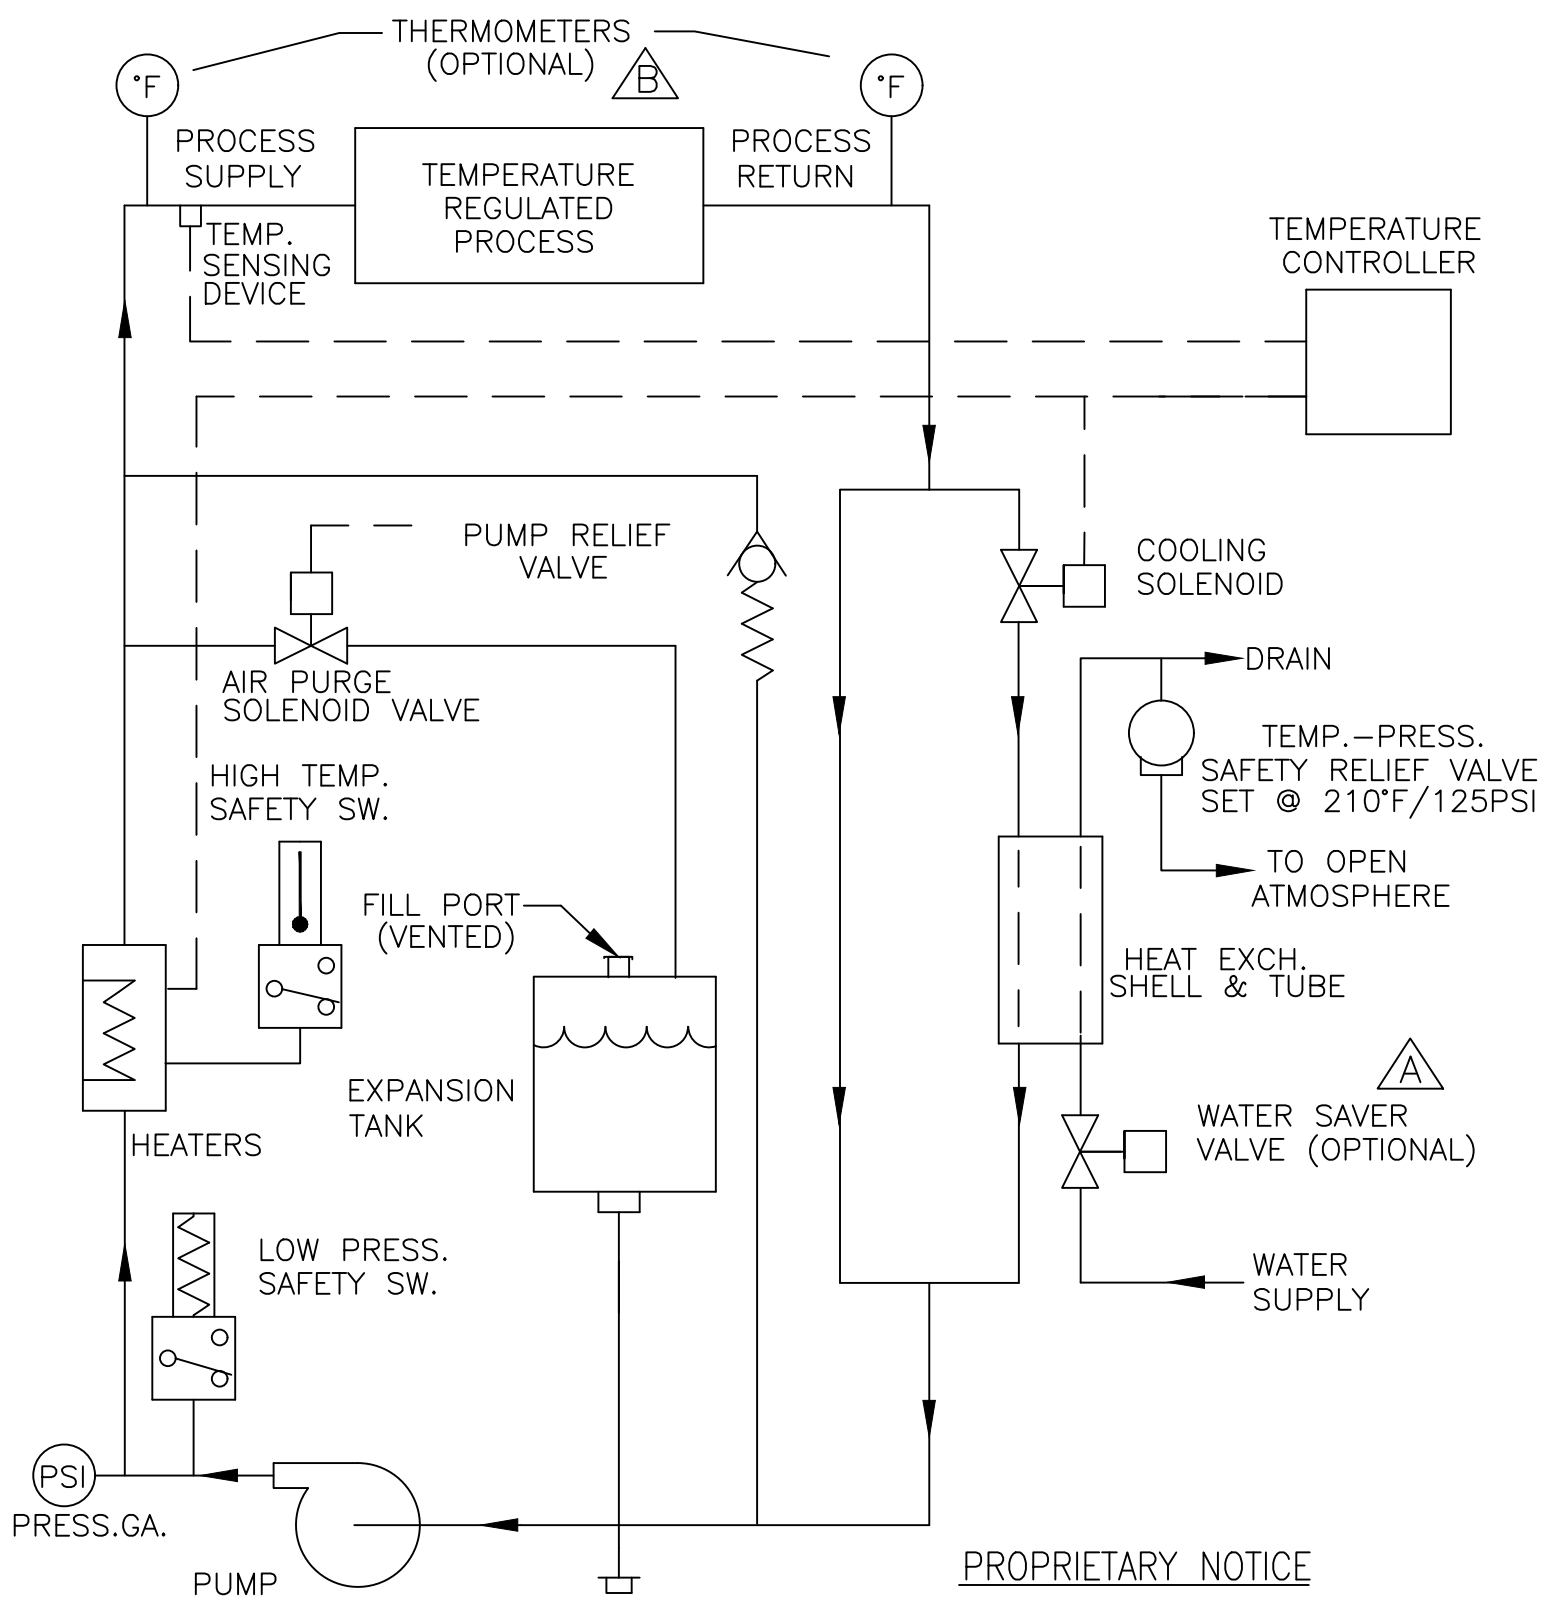 THERMOMETERS
(OPTIONAL)
B
°F
°F
PROCESS
SUPPLY
TEMPERATURE
REGULATED
PROCESS
PROCESS
RETURN
TEMP.
SENSING
DEVICE
TEMPERATURE
CONTROLLER
PUMP RELIEF
VALVE
COOLING
SOLENOID
AIR PURGE
SOLENOID VALVE
DRAIN
TEMP.-PRESS.
SAFETY RELIEF VALVE
SET @ 210°F/125PSI
HIGH TEMP.
SAFETY SW.
TO OPEN
ATMOSPHERE
FILL PORT
(VENTED)
HEAT EXCH.
SHELL & TUBE
A
EXPANSION
TANK
WATER SAVER
VALVE (OPTIONAL)
HEATERS
LOW PRESS.
SAFETY SW.
WATER
SUPPLY
PSI
PRESS.GA.
PUMP
PROPRIETARY NOTICE